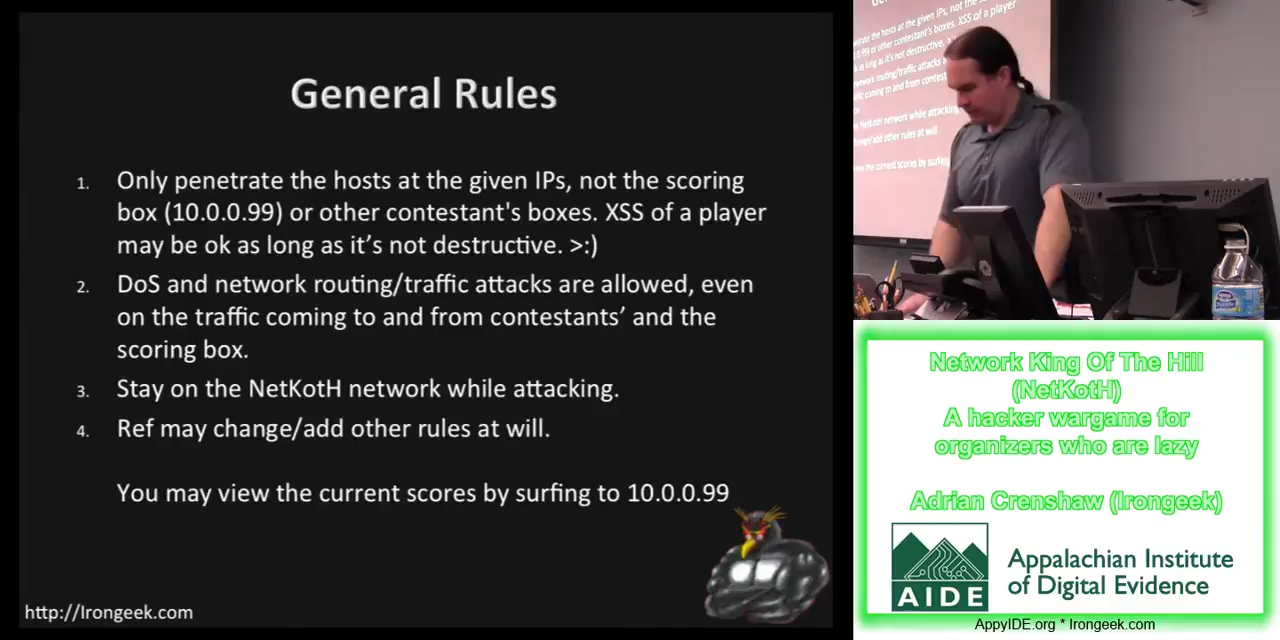 General Rules
1. Only penetrate the hosts at the given IPs, not the scoring
box (10.0.0.99) or other contestant's boxes. XSS of a player
may be ok as long as it's not destructive. >:)
2. DoS and network routing/traffic attacks are allowed, even
on the traffic coming to and from contestants' and the
scoring box.
3. Stay on the NetKotH network while attacking.
4. Ref may change/add other rules at will.
You may view the current scores by surfing to 10.0.0.99
http://Irongeek.com
Network King Of The Hill
(NetKotH)
A hacker wargame for
organizers who are lazy
Adrian Crenshaw (Irongeek)
AIDE
Appalachian Institute
of Digital Evidence
AppyIDE.org * Irongeek.com